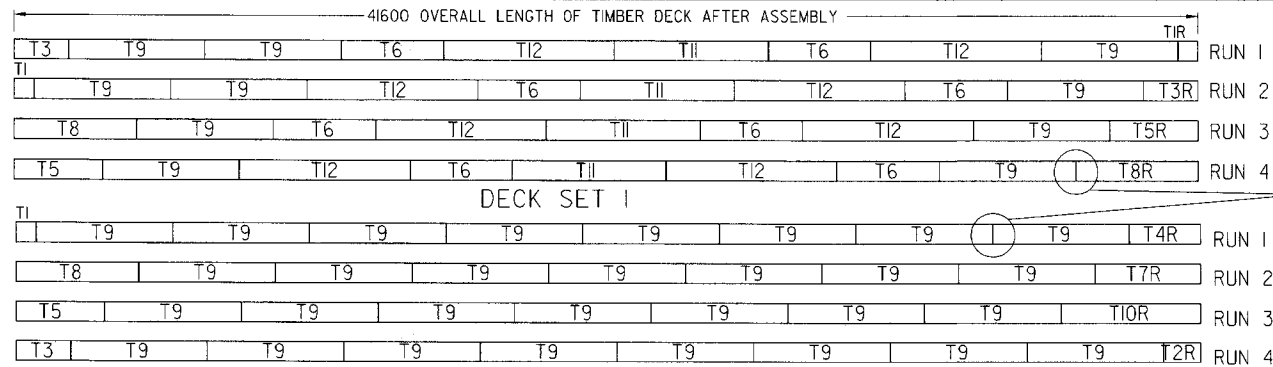 41600 OVERALL LENGTH OF TIMBER DECK AFTER ASSEMBLY
T1R
T3 T9 T9 T6 T12 T11 T6 T12 T9 RUN 1
T1
T9 T9 T12 T6 T11 T12 T6 T9 T3R RUN 2
T8 T9 T6 T12 T11 T6 T12 T9 T5R RUN 3
T5 T9 T12 T6 T11 T12 T6 T9 T8R RUN 4
DECK SET 1
T1
T9 T9 T9 T9 T9 T9 T9 T9 T4R RUN 1
T8 T9 T9 T9 T9 T9 T9 T9 T7R RUN 2
T5 T9 T9 T9 T9 T9 T9 T9 T10R RUN 3
T3 T9 T9 T9 T9 T9 T9 T9 T9 T2R RUN 4